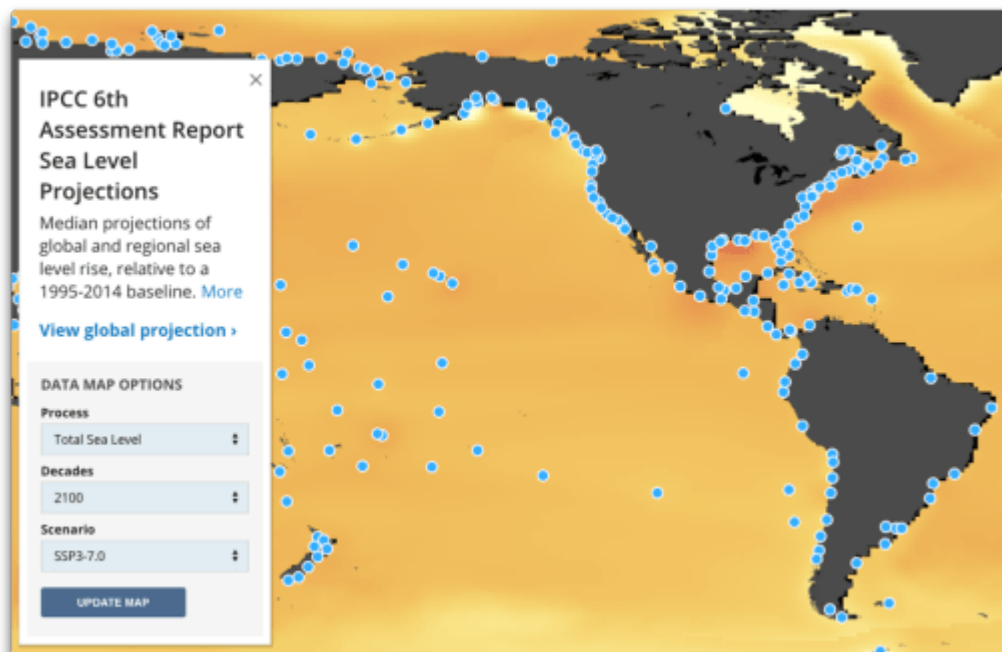 IPCC 6th
Assessment Report
Sea Level
Projections
Median projections of
global and regional sea
level rise, relative to a
1995-2014 baseline. More
View global projection ›
DATA MAP OPTIONS
Process
Total Sea Level
Decades
2100
Scenario
SSP3-7.0
UPDATE MAP